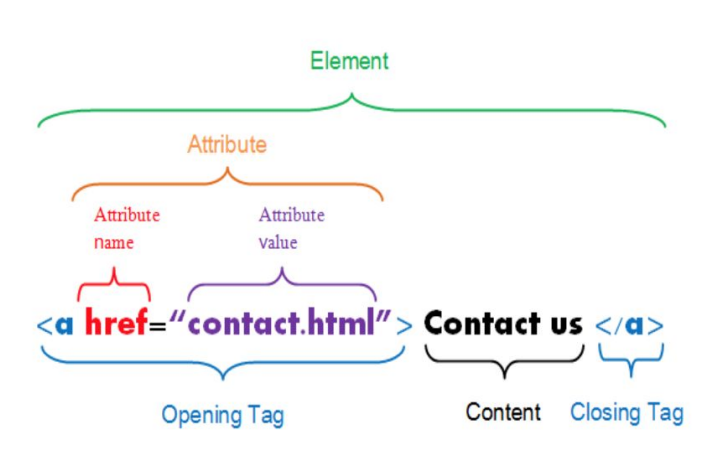 Element
Attribute
Attribute Attribute
name value
<a href=“contact.html”> Contact us </a>
Opening Tag Content Closing Tag